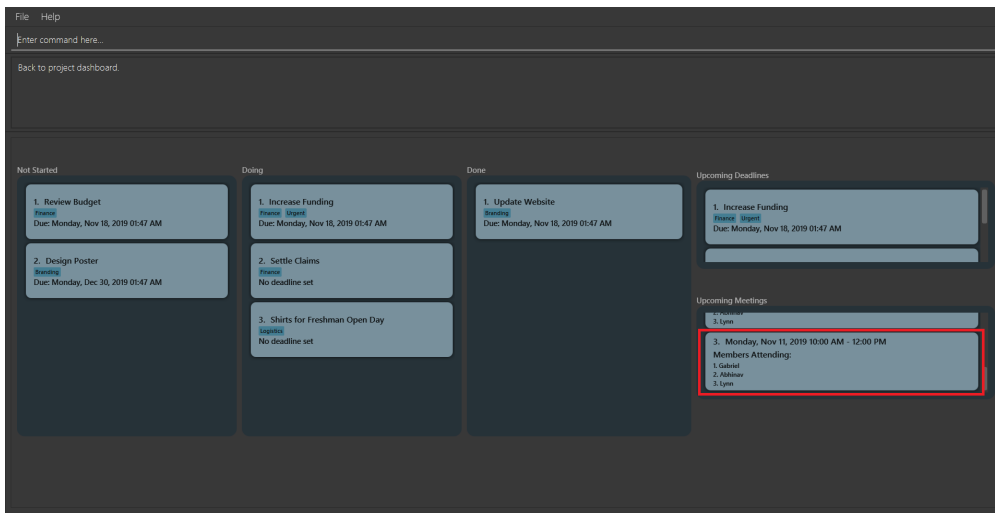 File Help
Enter command here...
Back to project dashboard.
Not Started
1. Review Budget
Finance
Due: Monday, Nov 18, 2019 01:47 AM
2. Design Poster
Branding
Due: Monday, Dec 30, 2019 01:47 AM
Doing
1. Increase Funding
Finance Urgent
Due: Monday, Nov 18, 2019 01:47 AM
2. Settle Claims
Finance
No deadline set
3. Shirts for Freshman Open Day
Logistics
No deadline set
Done
1. Update Website
Branding
Due: Monday, Nov 18, 2019 01:47 AM
Upcoming Deadlines
1. Increase Funding
Finance Urgent
Due: Monday, Nov 18, 2019 01:47 AM
Upcoming Meetings
3. Lynn
3. Monday, Nov 11, 2019 10:00 AM - 12:00 PM
Members Attending:
1. Gabriel
2. Abhinav
3. Lynn